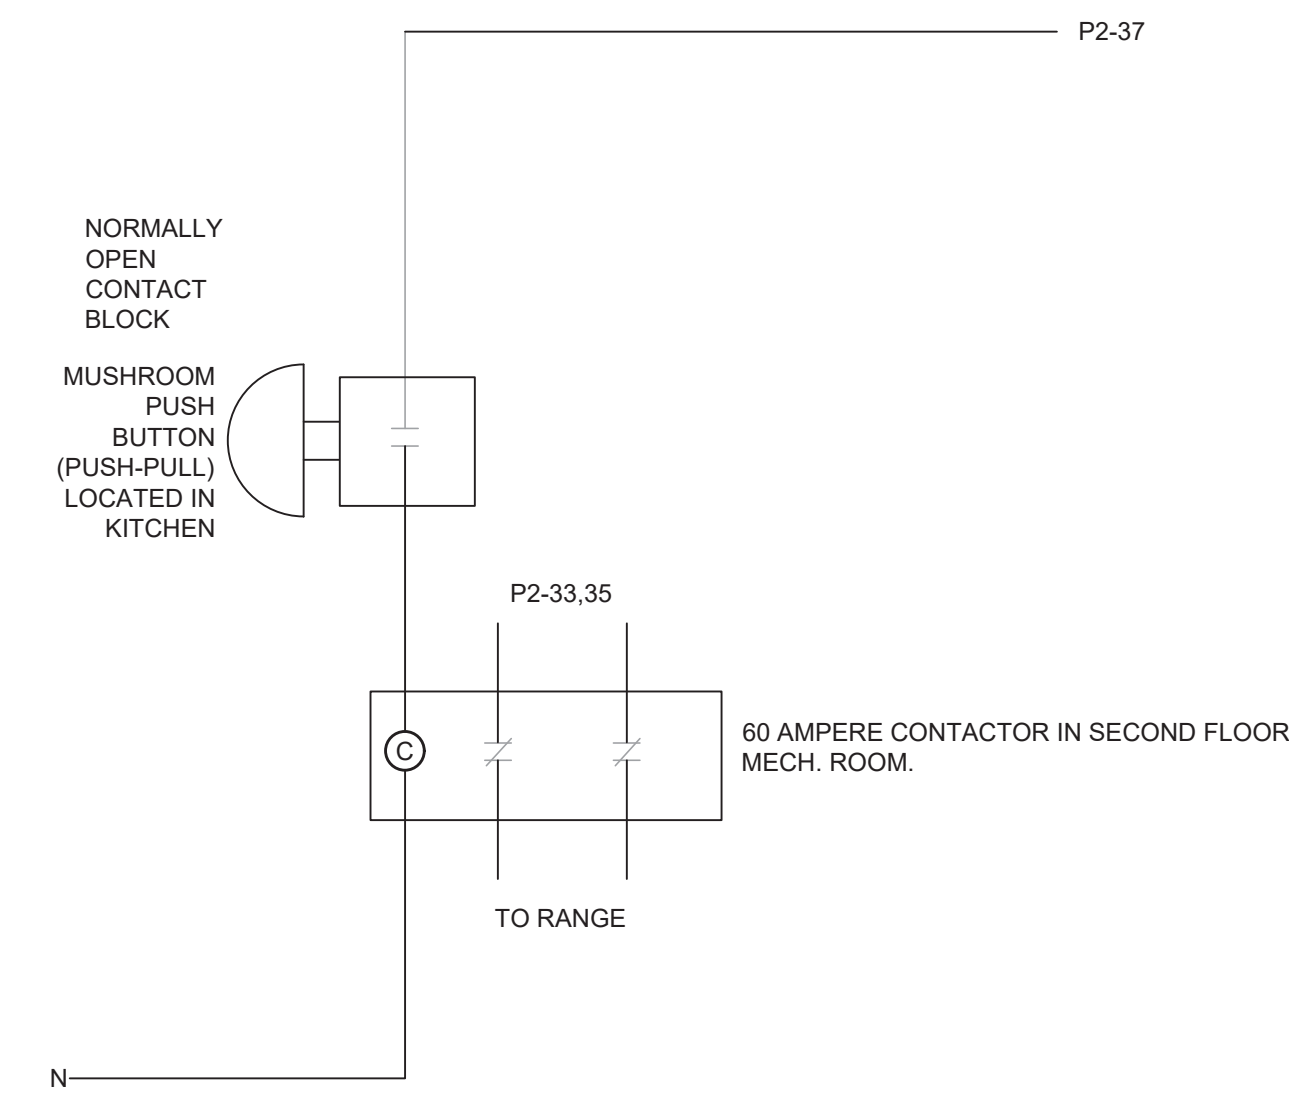 P2-37
NORMALLY
OPEN
CONTACT
BLOCK
MUSHROOM
PUSH
BUTTON
(PUSH-PULL)
LOCATED IN
KITCHEN
P2-33,35
C
60 AMPERE CONTACTOR IN SECOND FLOOR
MECH. ROOM.
TO RANGE
N